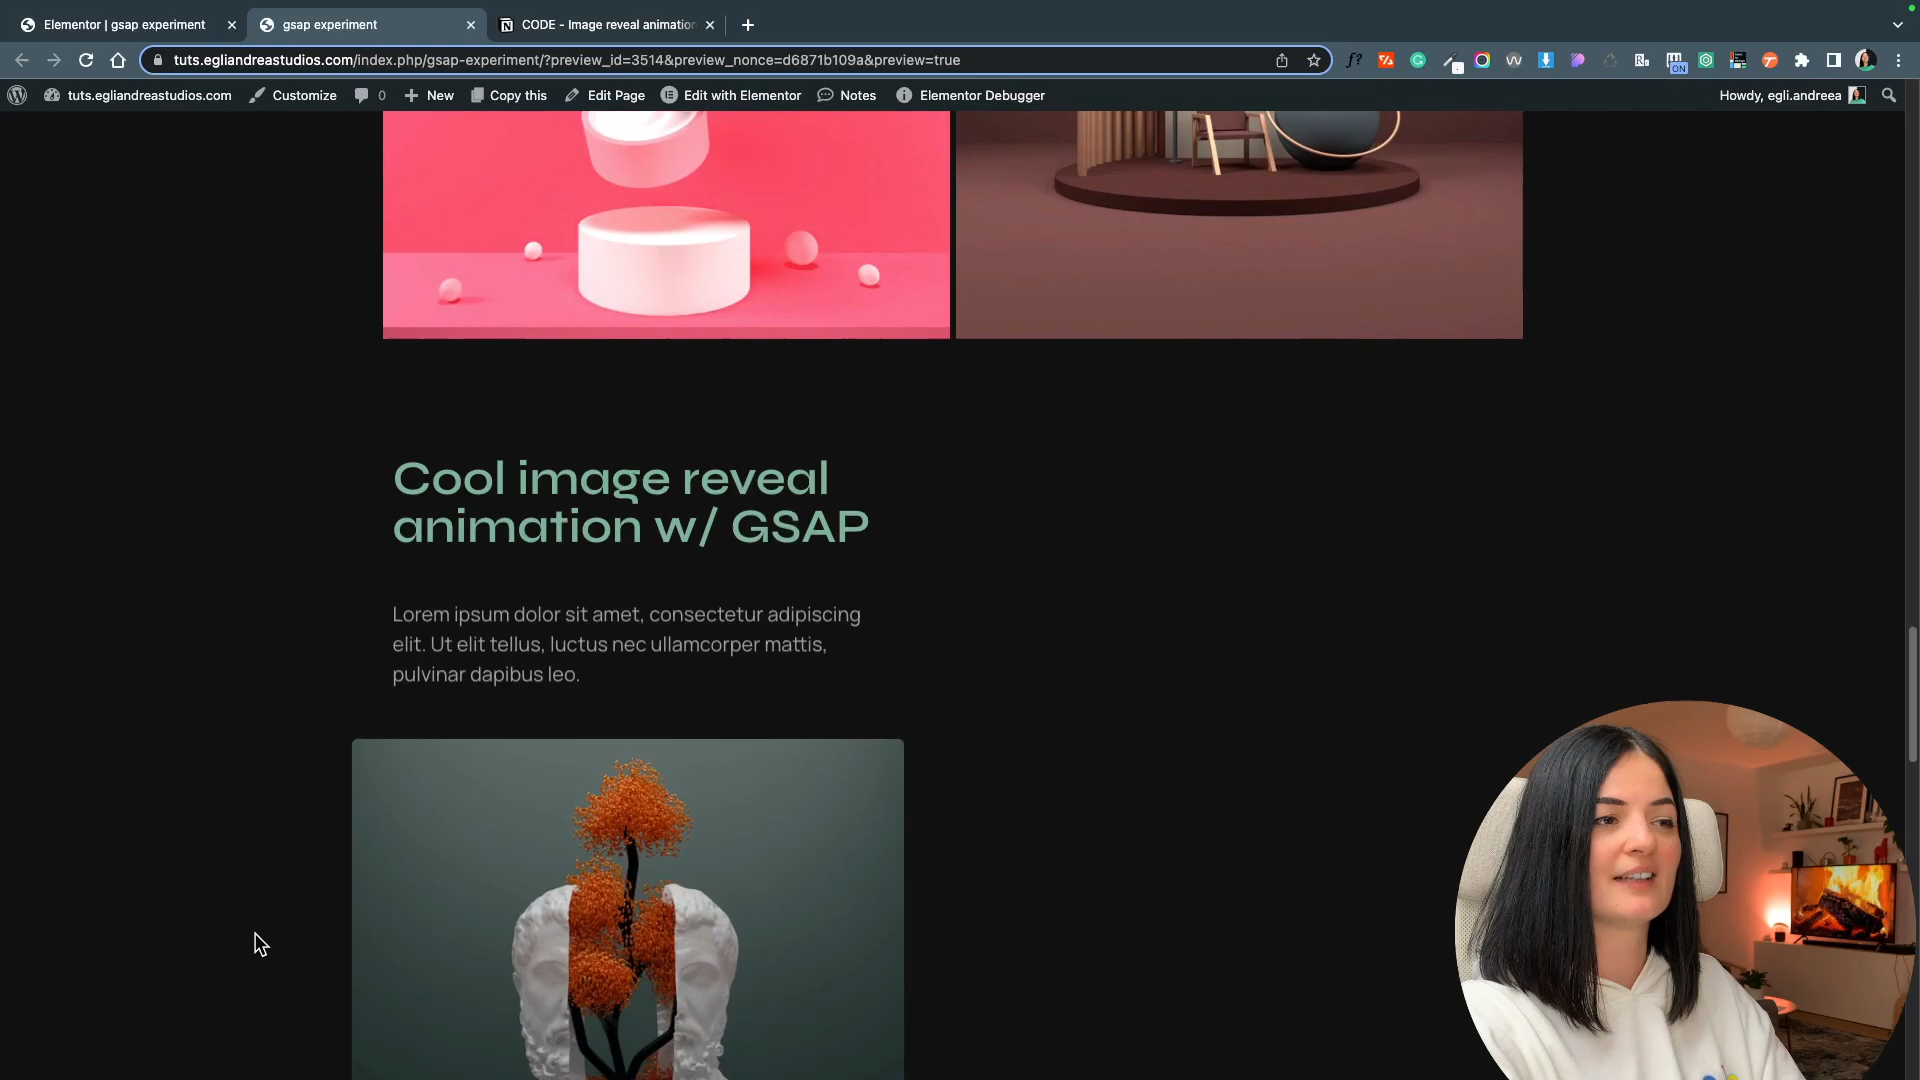 Elementor | gsap experiment
gsap experiment
CODE - Image reveal animation
tuts.egliandreastudios.com/index.php/gsap-experiment/?preview_id=3514&preview_nonce=d6871b109a&preview=true
ON
tuts.egliandreastudios.com
Customize
0
New
Copy this
Edit Page
Edit with Elementor
Notes
Elementor Debugger
Howdy, egli.andreea
Cool image reveal
animation w/ GSAP
Lorem ipsum dolor sit amet, consectetur adipiscing
elit. Ut elit tellus, luctus nec ullamcorper mattis,
pulvinar dapibus leo.